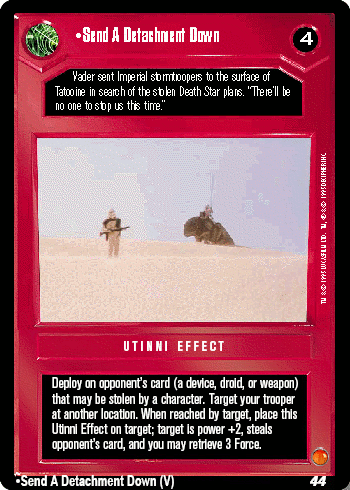 •Send A Detachment Down
4
Vader sent Imperial stormtroopers to the surface of
Tatooine in search of the stolen Death Star plans. "There'll be
no one to stop us this time."
UTINNI EFFECT
Deploy on opponent's card (a device, droid, or weapon)
that may be stolen by a character. Target your trooper
at another location. When reached by target, place this
Utinni Effect on target; target is power +2, steals
opponent's card, and you may retrieve 3 Force.
•Send A Detachment Down (V)
44